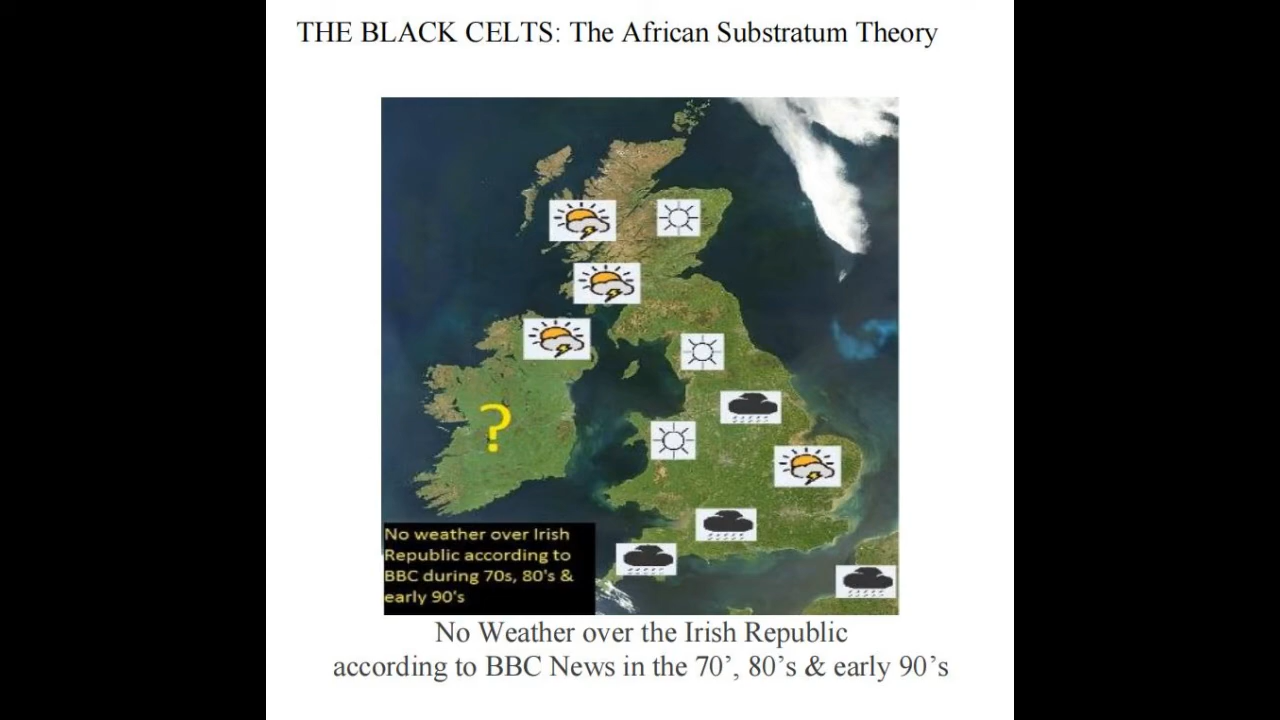 THE BLACK CELTS: The African Substratum Theory
?
No weather over Irish
Republic according to
BBC during 70s, 80's &
early 90's
No Weather over the Irish Republic
according to BBC News in the 70’, 80’s & early 90’s